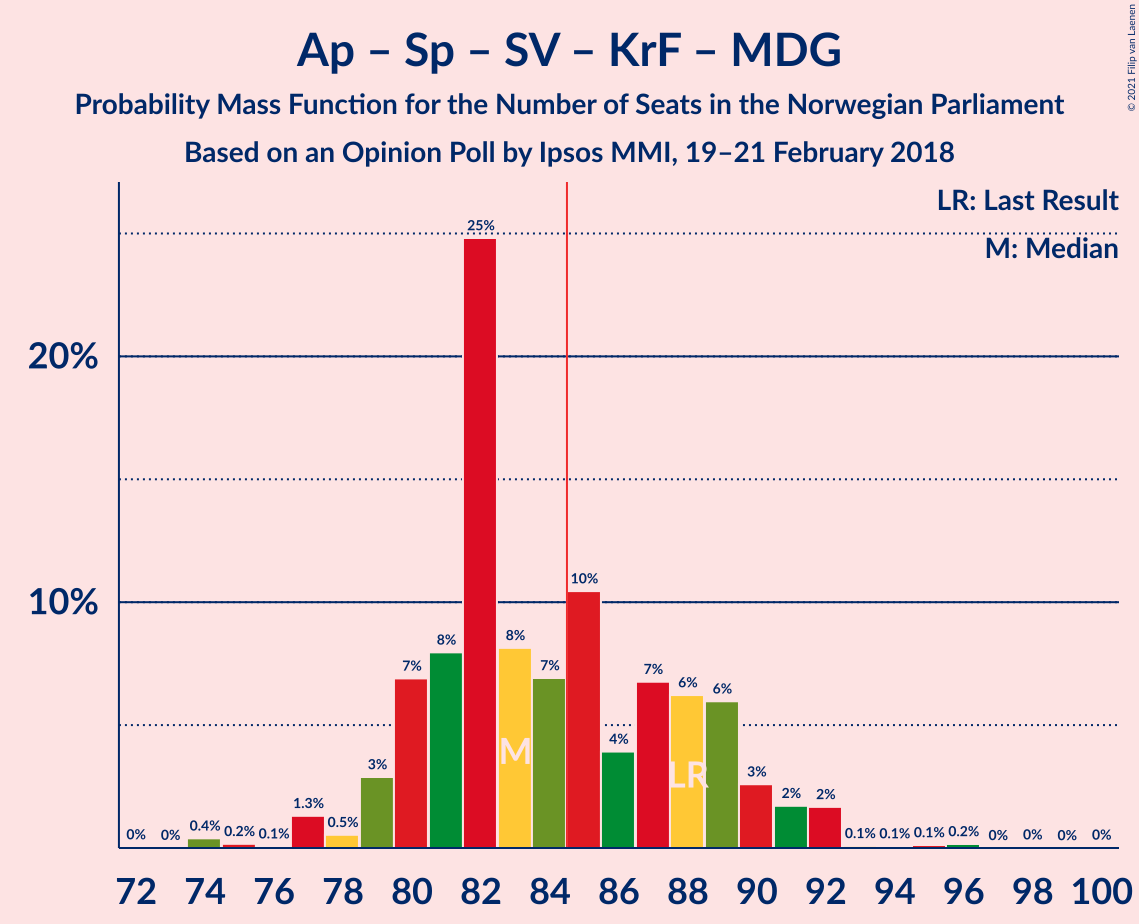 Ap – Sp – SV – KrF – MDG
Probability Mass Function for the Number of Seats in the Norwegian Parliament
Based on an Opinion Poll by Ipsos MMI, 19–21 February 2018
© 2021 Filip van Laenen
LR: Last Result
M: Median
20%
10%
0% 0% 0.4% 0.2% 0.1% 1.3% 0.5% 3% 7% 8% 25% 8% 7% 10% 4% 7% 6% 6% 3% 2% 2% 0.1% 0.1% 0.1% 0.2% 0% 0% 0% 0%
M
LR
72 74 76 78 80 82 84 86 88 90 92 94 96 98 100